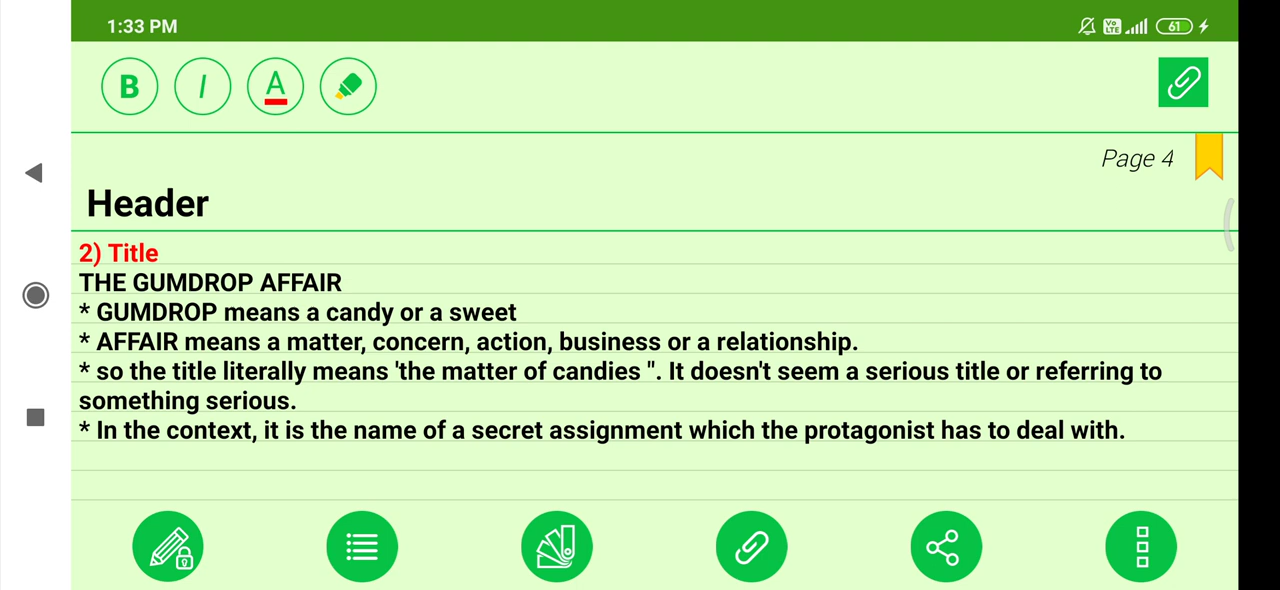 1:33 PM
Vo LTE
61
B I A
Page 4
Header
2) Title
THE GUMDROP AFFAIR
* GUMDROP means a candy or a sweet
* AFFAIR means a matter, concern, action, business or a relationship.
* so the title literally means 'the matter of candies ". It doesn't seem a serious title or referring to
something serious.
* In the context, it is the name of a secret assignment which the protagonist has to deal with.